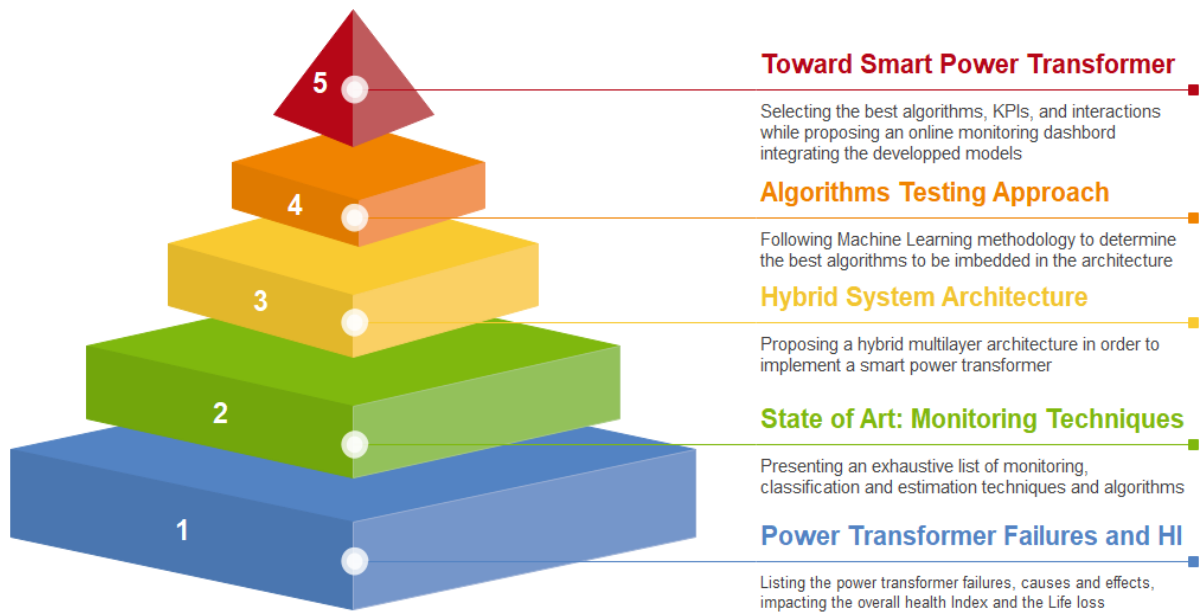 5
Toward Smart Power Transformer
Selecting the best algorithms, KPIs, and interactions
while proposing an online monitoring dashbord
integrating the developped models
4
Algorithms Testing Approach
Following Machine Learning methodology to determine
the best algorithms to be imbedded in the architecture
3
Hybrid System Architecture
Proposing a hybrid multilayer architecture in order to
implement a smart power transformer
2
State of Art: Monitoring Techniques
Presenting an exhaustive list of monitoring,
classification and estimation techniques and algorithms
1
Power Transformer Failures and HI
Listing the power transformer failures, causes and effects,
impacting the overall health Index and the Life loss